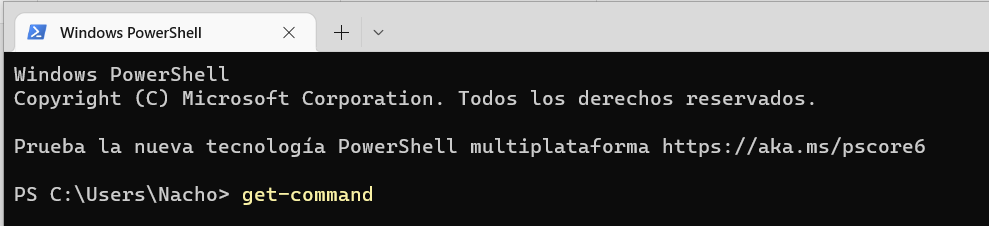 Windows PowerShell
Windows PowerShell
Copyright (C) Microsoft Corporation. Todos los derechos reservados.
Prueba la nueva tecnología PowerShell multiplataforma https://aka.ms/pscore6
PS C:\Users\Nacho> get-command